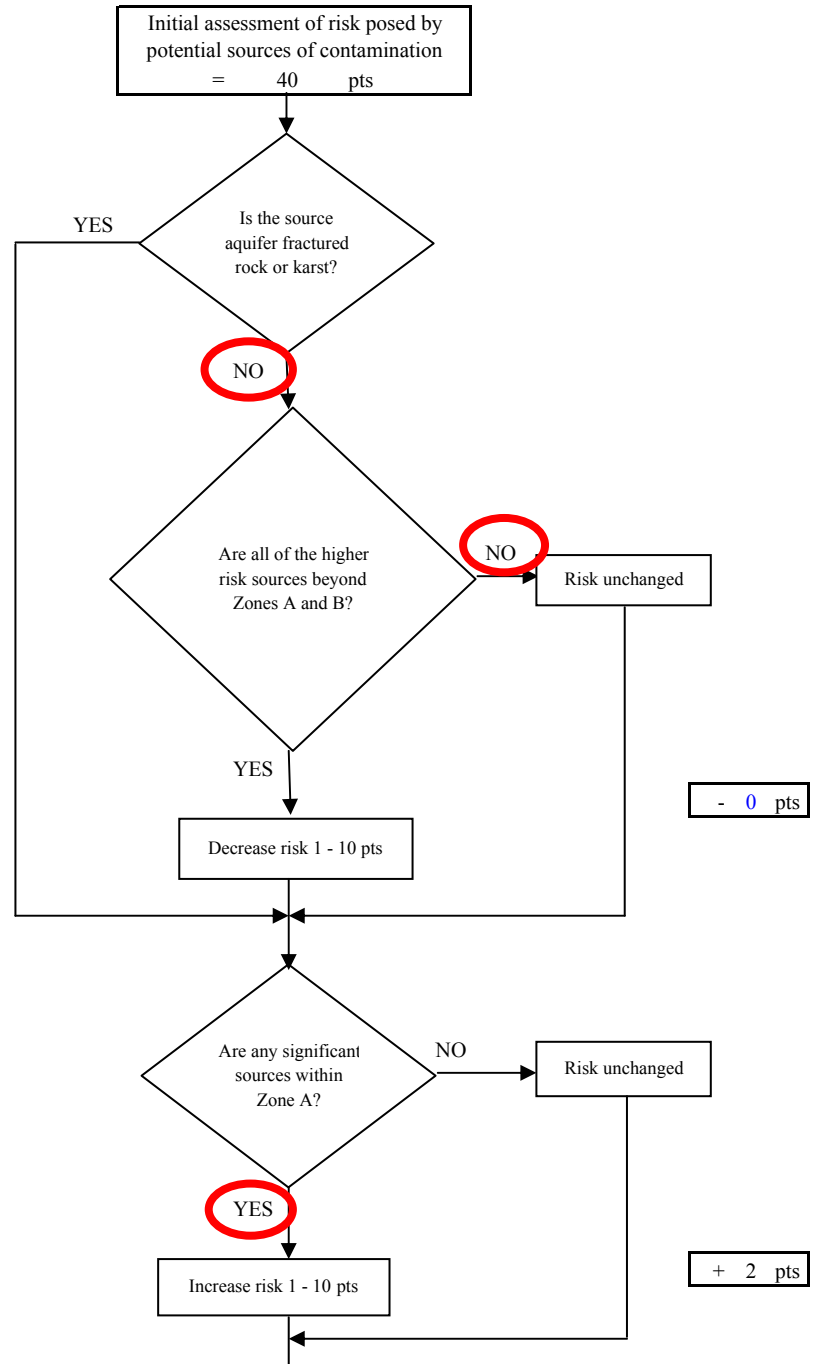 Initial assessment of risk posed by
potential sources of contamination
= 40 pts
YES
Is the source
aquifer fractured
rock or karst?
NO
Are all of the higher
risk sources beyond
Zones A and B?
NO
Risk unchanged
YES
- 0 pts
Decrease risk 1 - 10 pts
Are any significant
sources within
Zone A?
NO
Risk unchanged
YES
+ 2 pts
Increase risk 1 - 10 pts